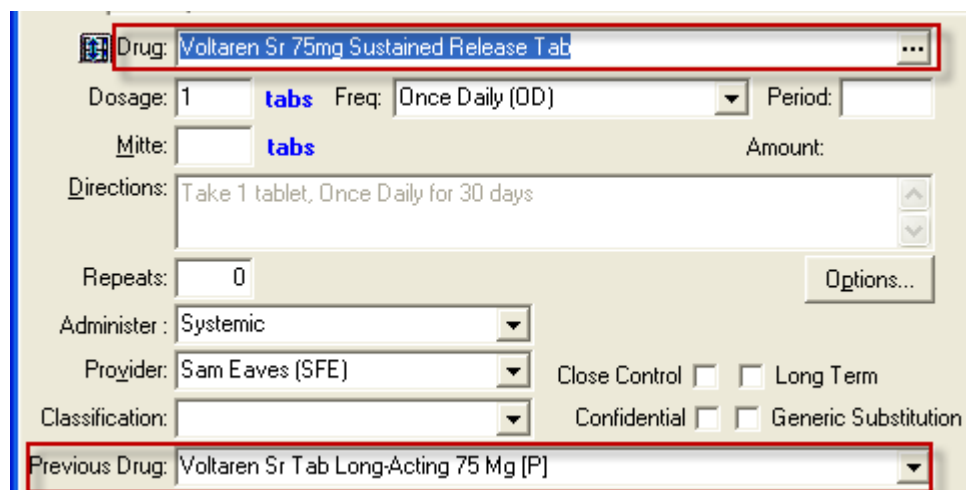 Drug: Voltaren Sr 75mg Sustained Release Tab ...
Dosage: 1 tabs Freq: Once Daily (OD) Period:
Mitte: tabs Amount:
Directions: Take 1 tablet, Once Daily for 30 days
Repeats: 0 Options...
Administer : Systemic
Provider: Sam Eaves (SFE) Close Control Long Term
Classification: Confidential Generic Substitution
Previous Drug: Voltaren Sr Tab Long-Acting 75 Mg [P]